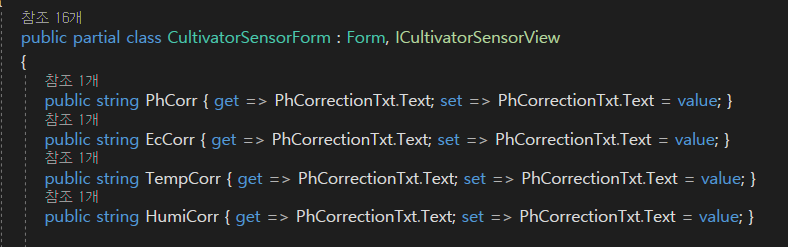 참조 16개
public partial class CultivatorSensorForm : Form, ICultivatorSensorView
{
참조 1개
public string PhCorr { get => PhCorrectionTxt.Text; set => PhCorrectionTxt.Text = value; }
참조 1개
public string EcCorr { get => PhCorrectionTxt.Text; set => PhCorrectionTxt.Text = value; }
참조 1개
public string TempCorr { get => PhCorrectionTxt.Text; set => PhCorrectionTxt.Text = value; }
참조 1개
public string HumiCorr { get => PhCorrectionTxt.Text; set => PhCorrectionTxt.Text = value; }